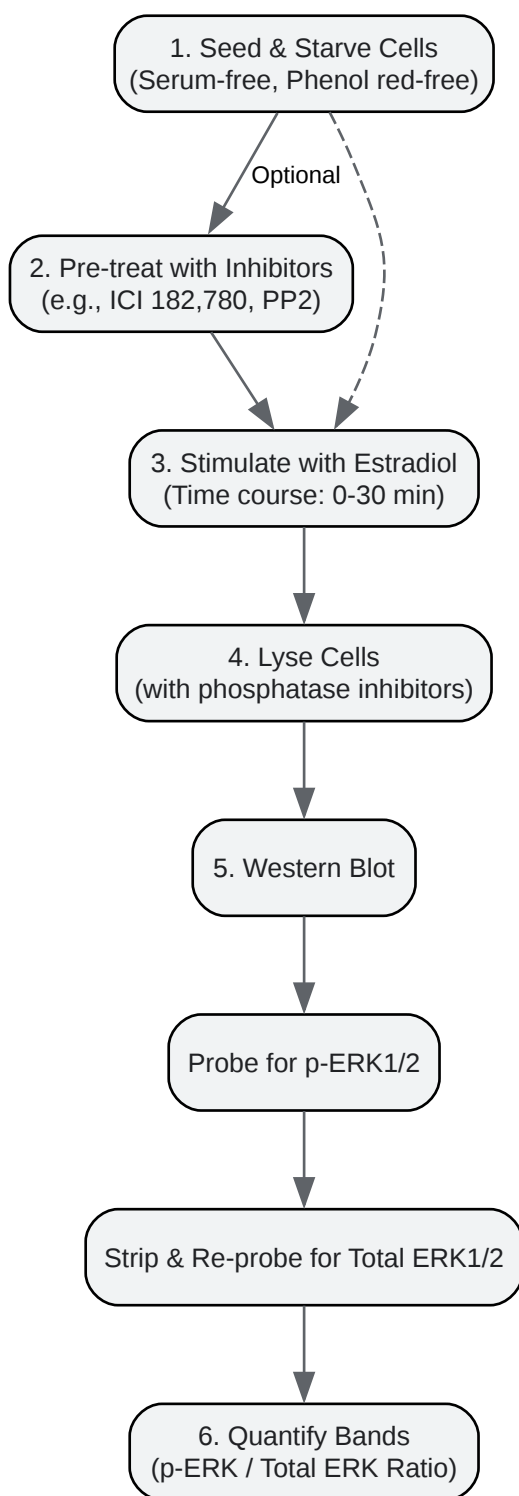 1. Seed & Starve Cells
(Serum-free, Phenol red-free)
Optional
2. Pre-treat with Inhibitors
(e.g., ICI 182,780, PP2)
3. Stimulate with Estradiol
(Time course: 0-30 min)
4. Lyse Cells
(with phosphatase inhibitors)
5. Western Blot
Probe for p-ERK1/2
Strip & Re-probe for Total ERK1/2
6. Quantify Bands
(p-ERK / Total ERK Ratio)